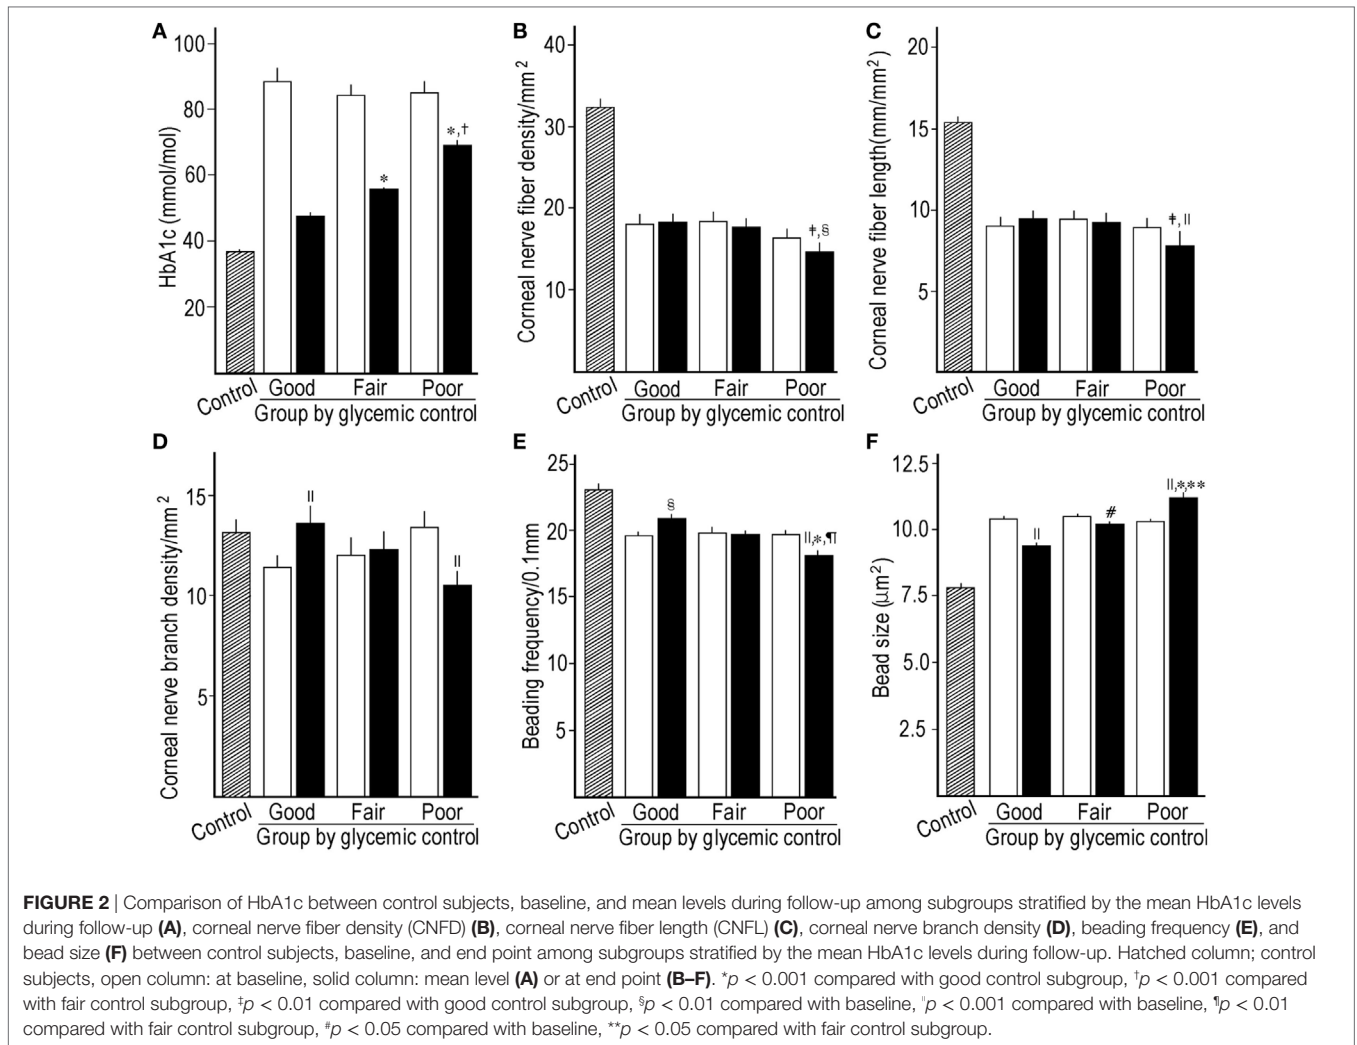 A
HbA1c (mmol/mol)
100
80
60
40
20
*
*,†
Control
Good
Fair
Poor
Group by glycemic control
B
Corneal nerve fiber density/mm²
40
30
20
10
‡,§
Control
Good
Fair
Poor
Group by glycemic control
C
Corneal nerve fiber length(mm/mm²)
20
15
10
5
‡,||
Control
Good
Fair
Poor
Group by glycemic control
D
Corneal nerve branch density/mm²
15
10
5
||
||
Control
Good
Fair
Poor
Group by glycemic control
E
Beading frequency/0.1mm
25
20
15
20
5
§
||,*,¶
Control
Good
Fair
Poor
Group by glycemic control
F
Bead size (μm²)
12.5
10.0
7.5
5.0
2.5
||
#
||,*,**
Control
Good
Fair
Poor
Group by glycemic control
FIGURE 2 | Comparison of HbA1c between control subjects, baseline, and mean levels during follow-up among subgroups stratified by the mean HbA1c levels
during follow-up (A), corneal nerve fiber density (CNFD) (B), corneal nerve fiber length (CNFL) (C), corneal nerve branch density (D), beading frequency (E), and
bead size (F) between control subjects, baseline, and end point among subgroups stratified by the mean HbA1c levels during follow-up. Hatched column; control
subjects, open column: at baseline, solid column: mean level (A) or at end point (B–F). *p < 0.001 compared with good control subgroup, †p < 0.001 compared
with fair control subgroup, ‡p < 0.01 compared with good control subgroup, §p < 0.01 compared with baseline, ||p < 0.001 compared with baseline, ¶p < 0.01
compared with fair control subgroup, #p < 0.05 compared with baseline, **p < 0.05 compared with fair control subgroup.